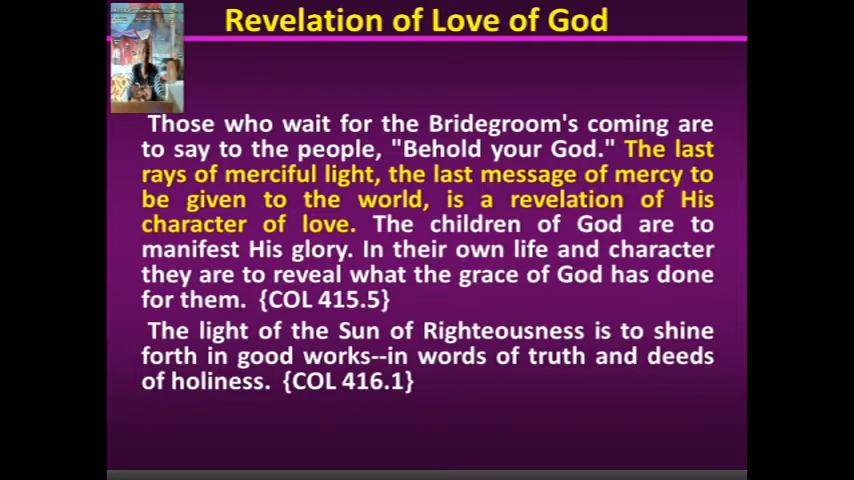 Revelation of Love of God
Those who wait for the Bridegroom's coming are
to say to the people, "Behold your God." The last
rays of merciful light, the last message of mercy to
be given to the world, is a revelation of His
character of love. The children of God are to
manifest His glory. In their own life and character
they are to reveal what the grace of God has done
for them. {COL 415.5}
The light of the Sun of Righteousness is to shine
forth in good works--in words of truth and deeds
of holiness. {COL 416.1}